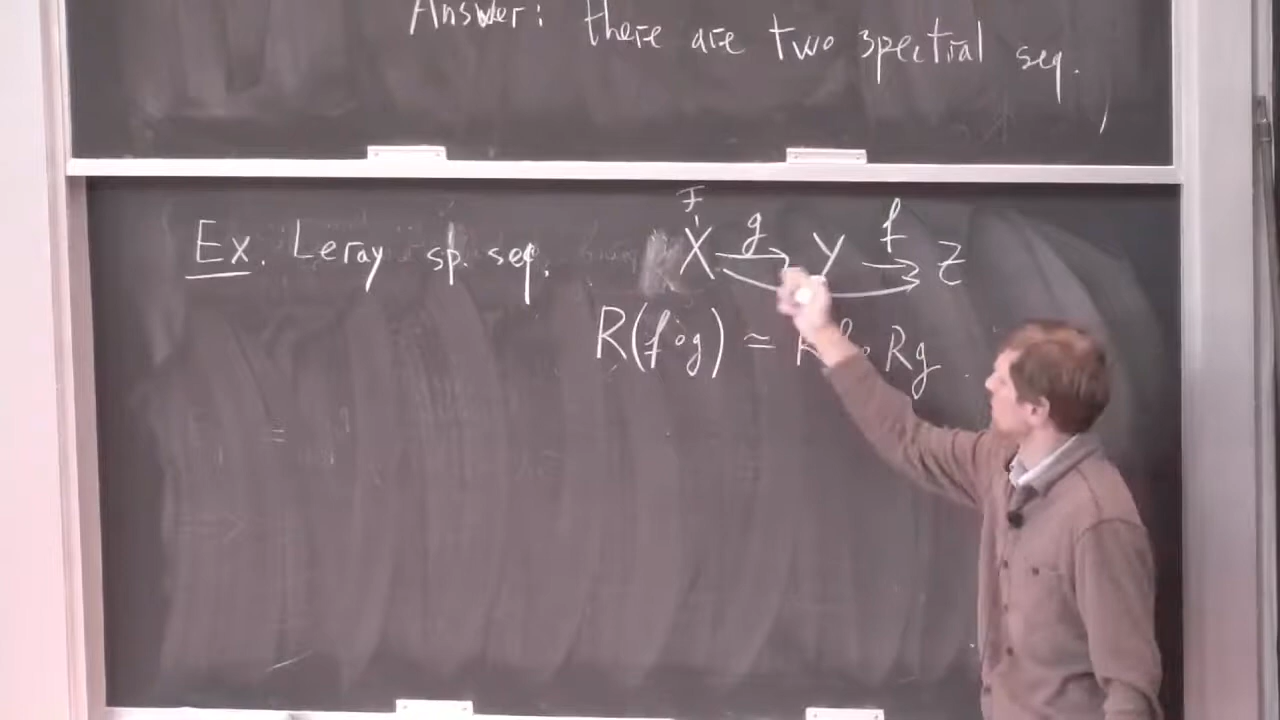 Answer: there are two spectral seq.,
F
Ex. Leray sp. seq. X g Y f Z
R(f∘g) ≃ R ∘ Rg.